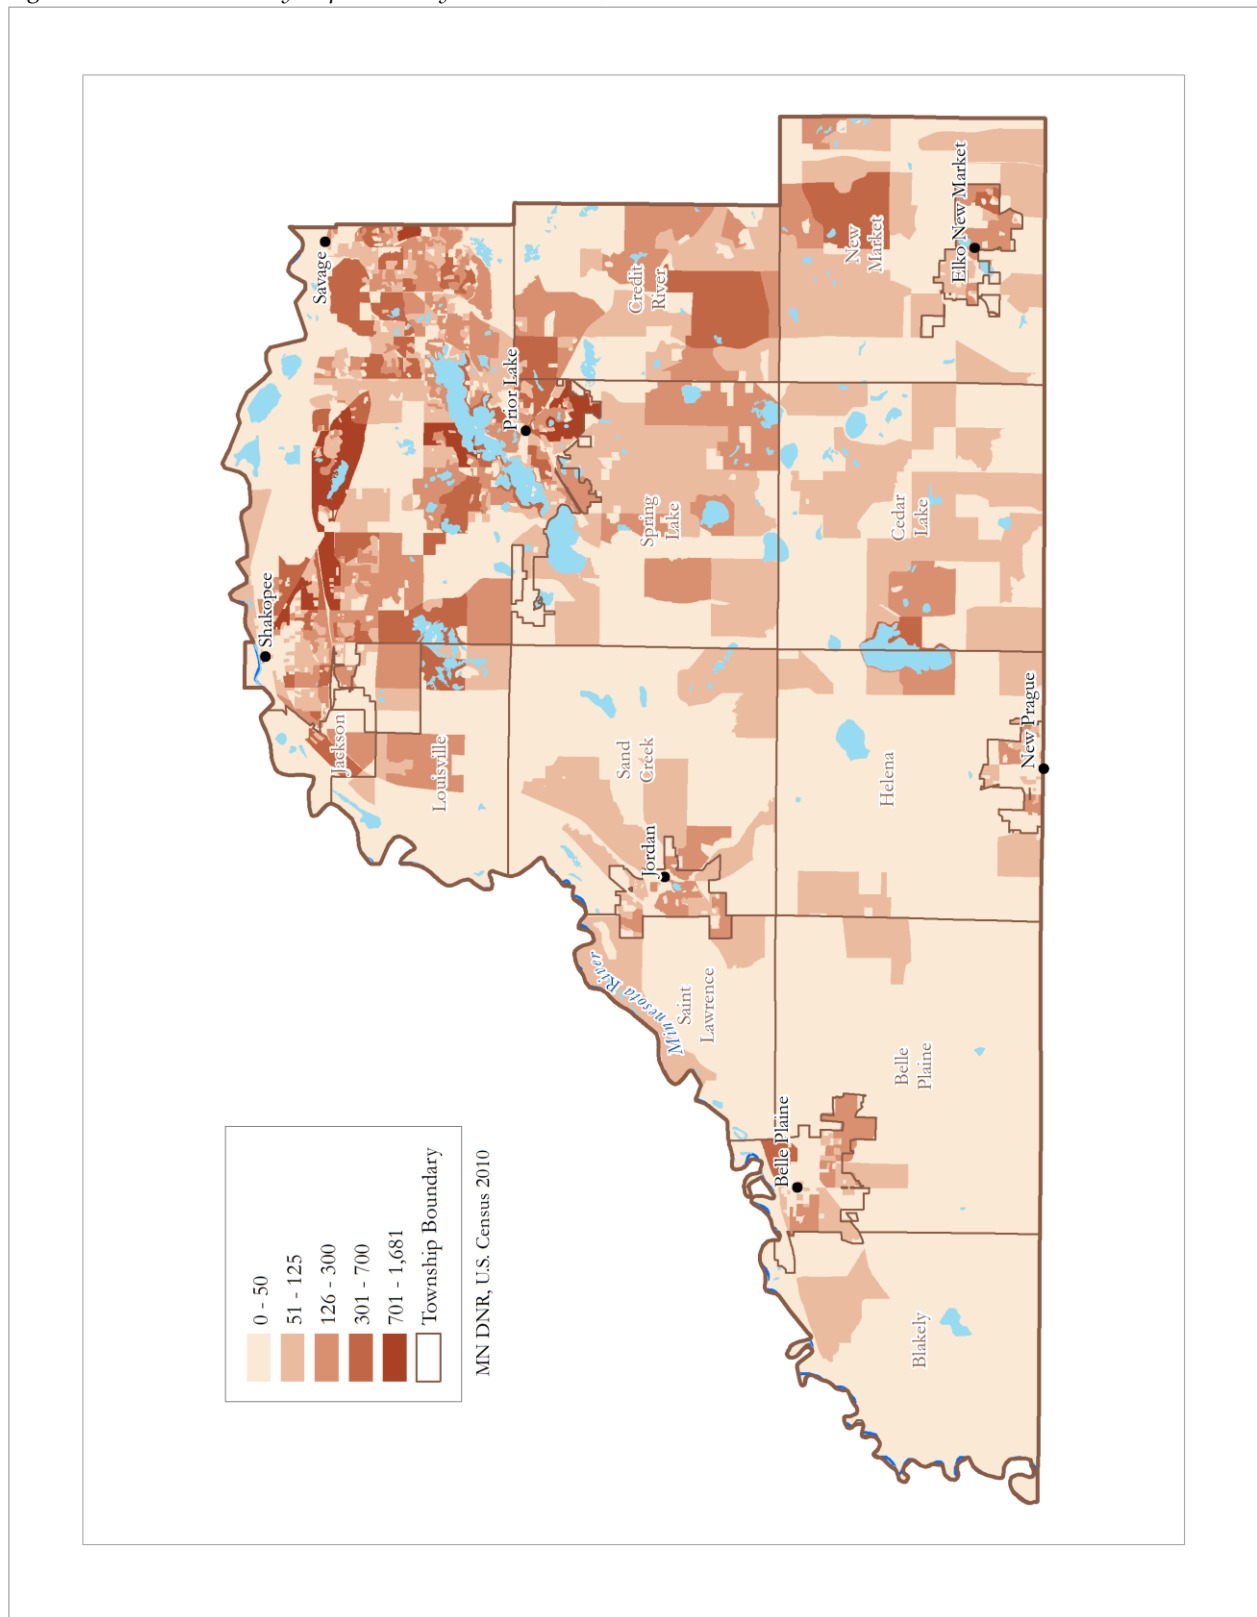 0 - 50
51 - 125
126 - 300
301 - 700
701 - 1,681
Township Boundary
MN DNR, U.S. Census 2010
Savage
Shakopee
Prior Lake
Jackson
Louisville
Credit
River
New
Market
Elko New Market
Spring
Lake
Cedar
Lake
Sand
Creek
Jordan
Helena
New Prague
Minnesota River
Saint
Lawrence
Belle Plaine
Belle
Plaine
Blakely